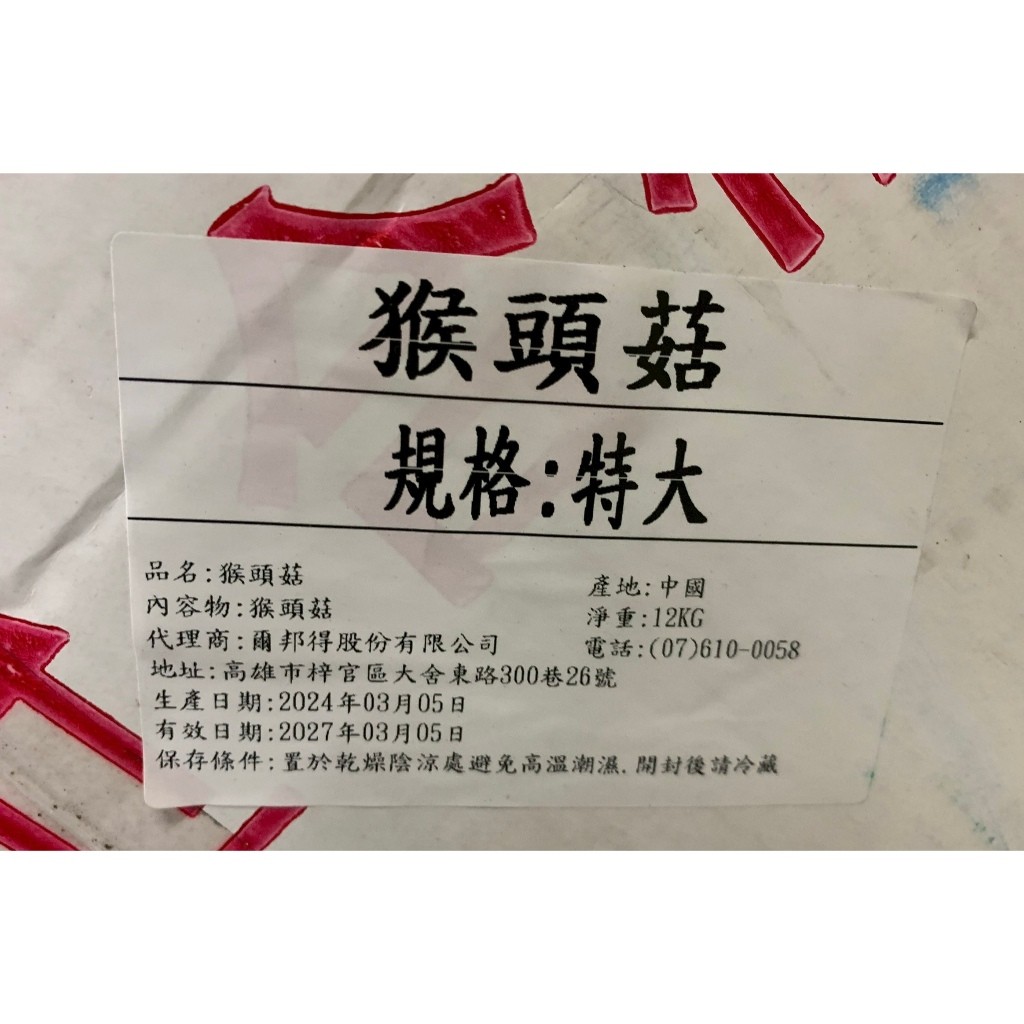 猴頭菇
規格:特大
品名:猴頭菇
產地:中國
內容物:猴頭菇
淨重:12KG
代理商:爾邦得股份有限公司
電話:(07)610-0058
地址:高雄市梓官區大舍東路300巷26號
生產日期:2024年03月05日
有效日期:2027年03月05日
保存條件:置於乾燥陰涼處避免高溫潮濕.開封後請冷藏